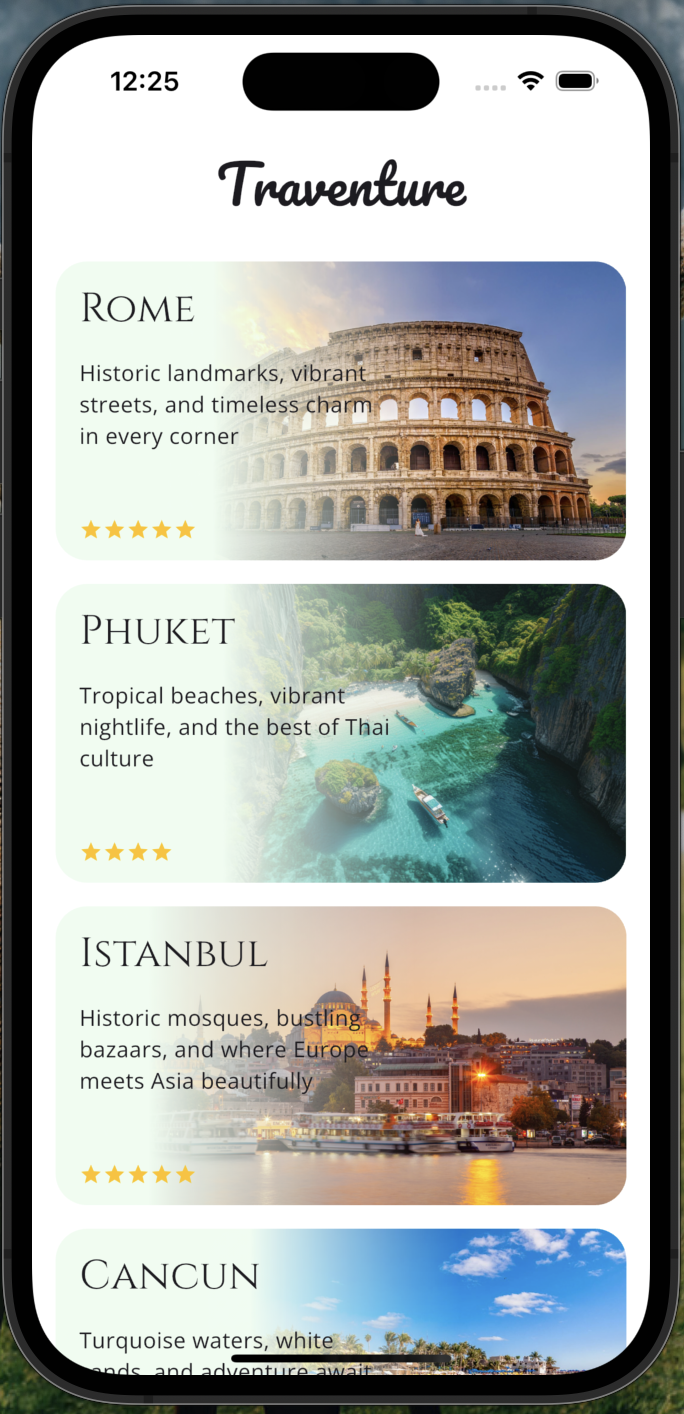 12:25
Traventure
Rome
Historic landmarks, vibrant
streets, and timeless charm
in every corner
Phuket
Tropical beaches, vibrant
nightlife, and the best of Thai
culture
Istanbul
Historic mosques, bustling
bazaars, and where Europe
meets Asia beautifully
Cancun
Turquoise waters, white
sands, and adventure await